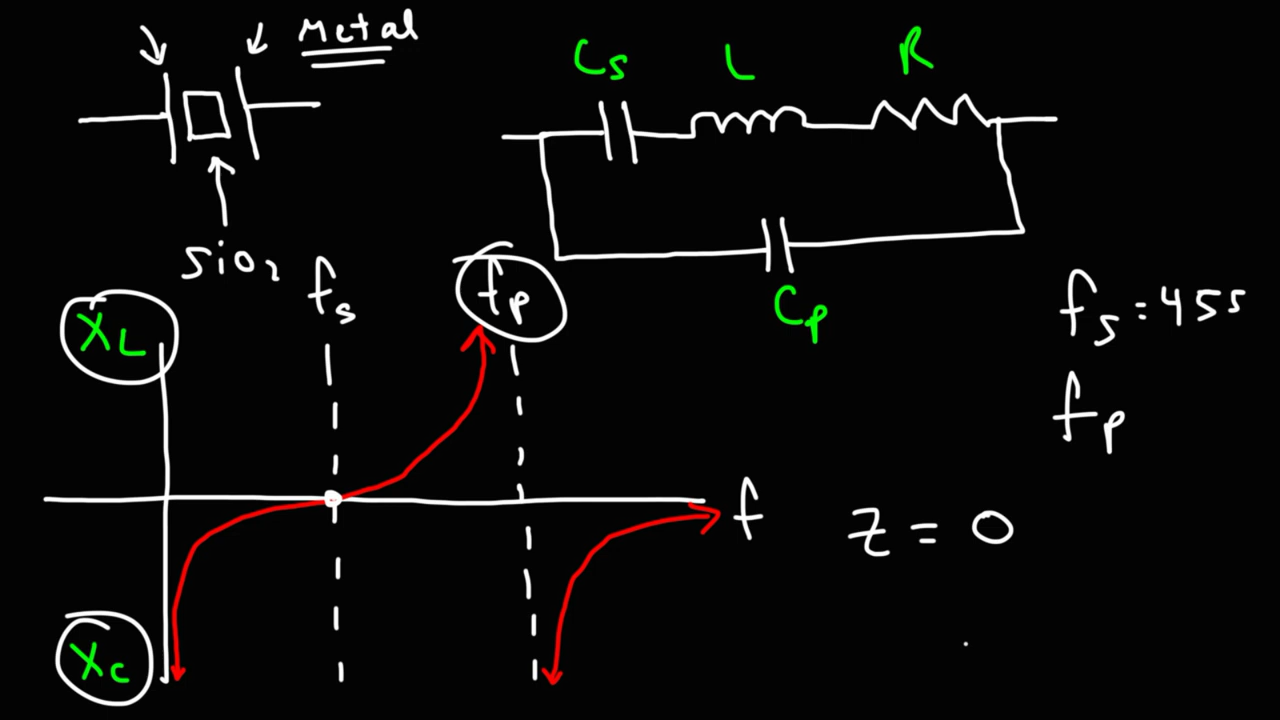 Metal
Cs L R
SiO2
fs
fp
Cp
XL
fs = 455
fp
f
Z = 0
Xc